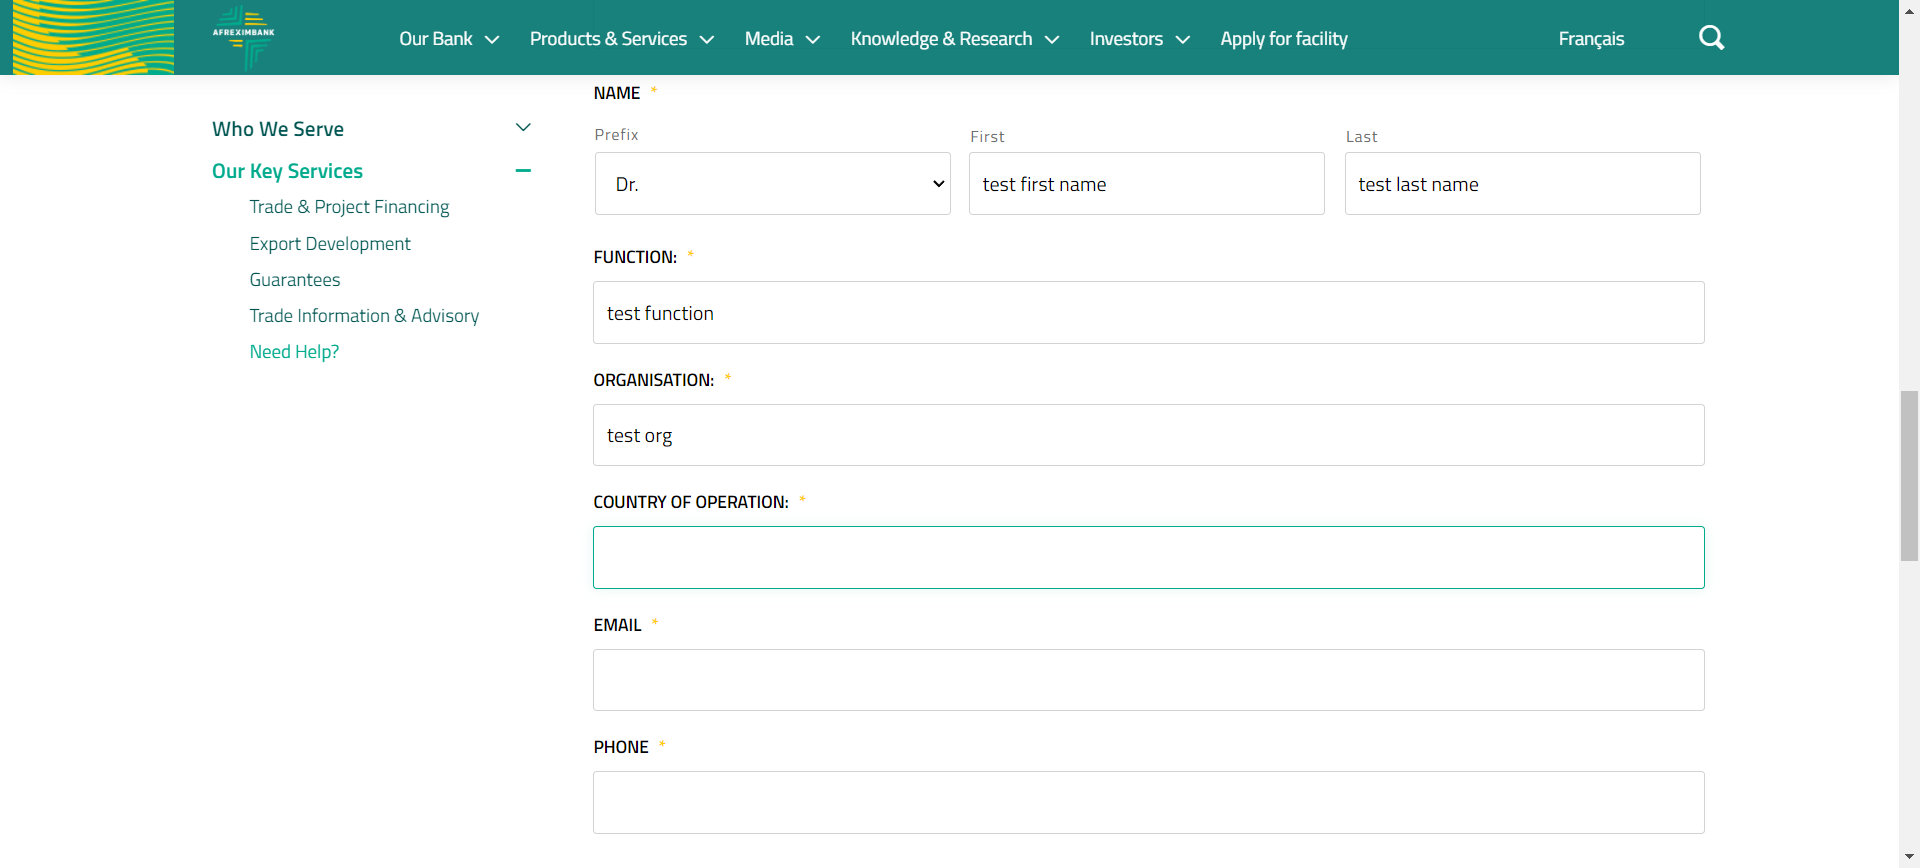 AFREXIMBANK
Our Bank Products & Services Media Knowledge & Research Investors Apply for facility Français
Who We Serve
Our Key Services
Trade & Project Financing
Export Development
Guarantees
Trade Information & Advisory
Need Help?
NAME *
Prefix First Last
Dr. test first name test last name
FUNCTION: *
test function
ORGANISATION: *
test org
COUNTRY OF OPERATION: *
EMAIL *
PHONE *